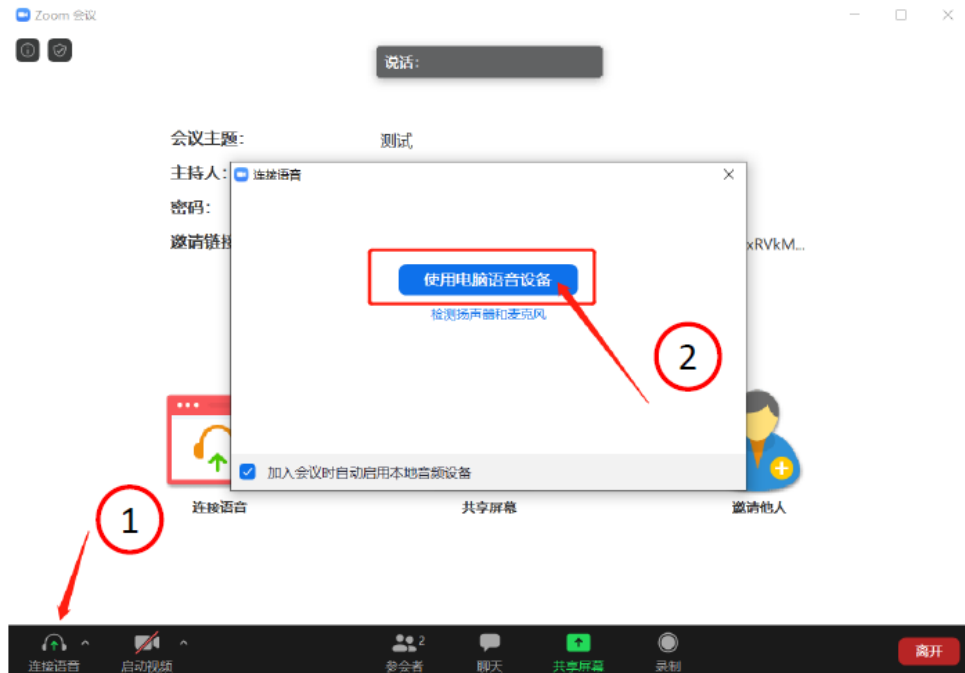 Zoom 会议
说话:
会议主题:
测试
主持人:
连接语音
密码:
邀请链接
xRVkM...
使用电脑语音设备
检测扬声器和麦克风
2
加入会议时自动启用本地音频设备
连接语音
共享屏幕
邀请他人
1
2
连接语音
启动视频
参会者
聊天
共享屏幕
录制
离开